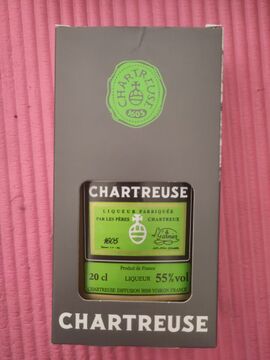 CHARTREUSE
1605
CHARTREUSE
LIQUEUR FABRIQUÉE
PAR LES PÈRES CHARTREUX
1605
Produit de France
20 cl LIQUEUR 55% vol
CHARTREUSE DIFFUSION 38500 VOIRON FRANCE
CHARTREUSE